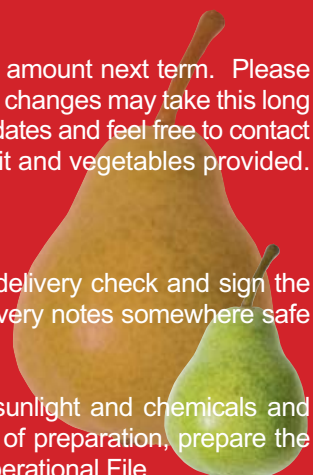 amount next term. Please
changes may take this long
dates and feel free to contact
it and vegetables provided.
delivery check and sign the
very notes somewhere safe
sunlight and chemicals and
of preparation, prepare the
perational File